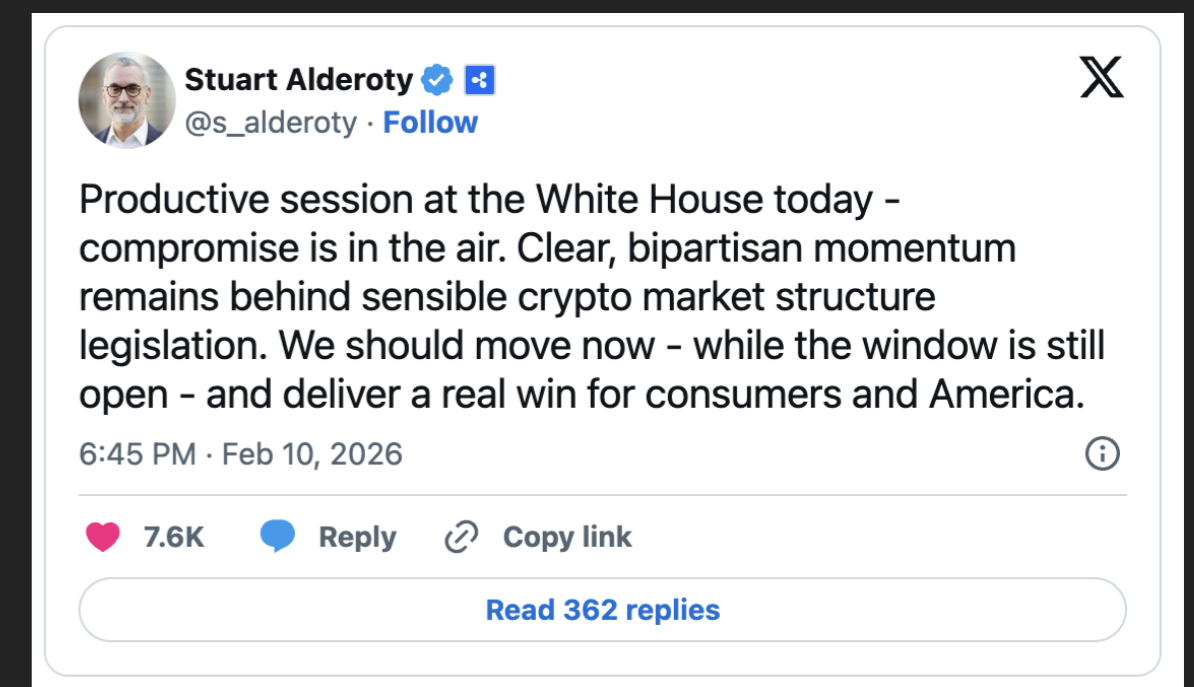 Stuart Alderoty
@s_alderoty · Follow
Productive session at the White House today -
compromise is in the air. Clear, bipartisan momentum
remains behind sensible crypto market structure
legislation. We should move now - while the window is still
open - and deliver a real win for consumers and America.
6:45 PM · Feb 10, 2026
7.6K Reply Copy link
Read 362 replies